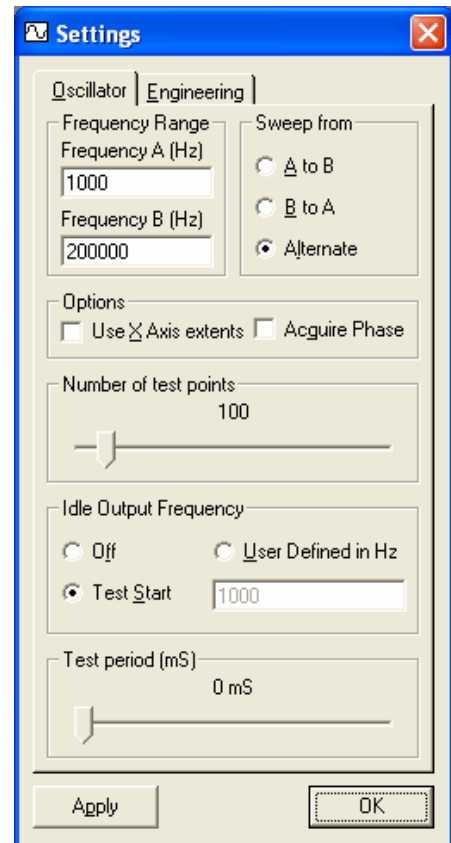 Settings
Oscillator Engineering
Frequency Range
Frequency A (Hz)
1000
Frequency B (Hz)
200000
Sweep from
A to B
B to A
Alternate
Options
Use X Axis extents Acquire Phase
Number of test points
100
Idle Output Frequency
Off User Defined in Hz
Test Start 1000
Test period (mS)
0 mS
Apply OK